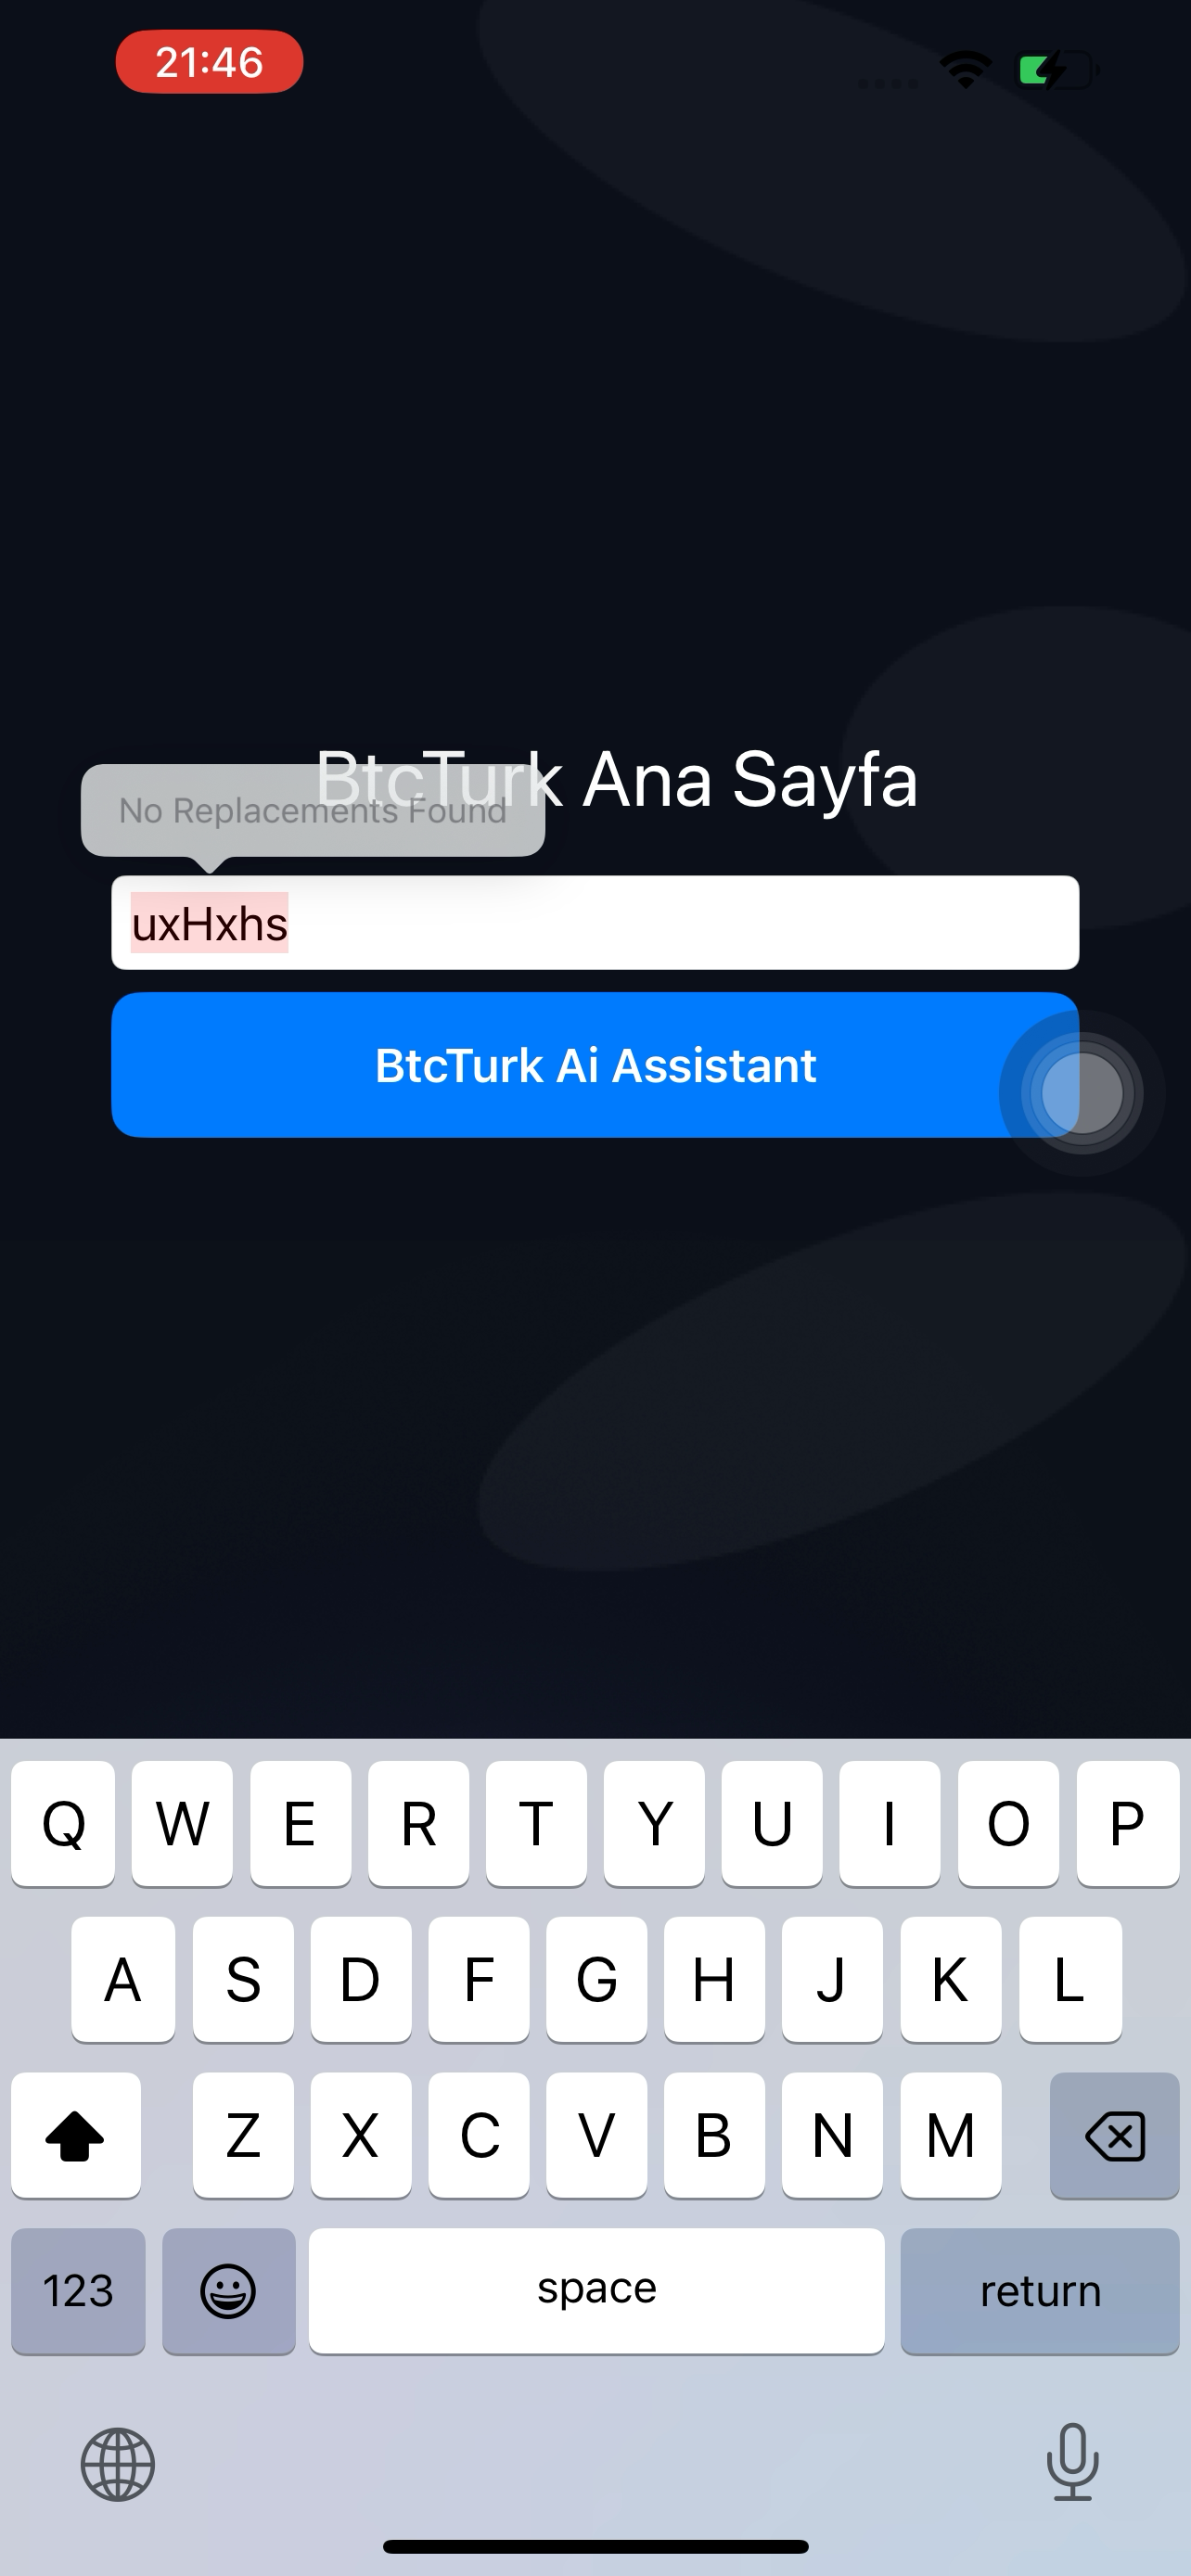 21:46
BtcTurk Ana Sayfa
No Replacements Found
uxHxhs
BtcTurk Ai Assistant
Q W E R T Y U I O P
A S D F G H J K L
Z X C V B N M
123 space return